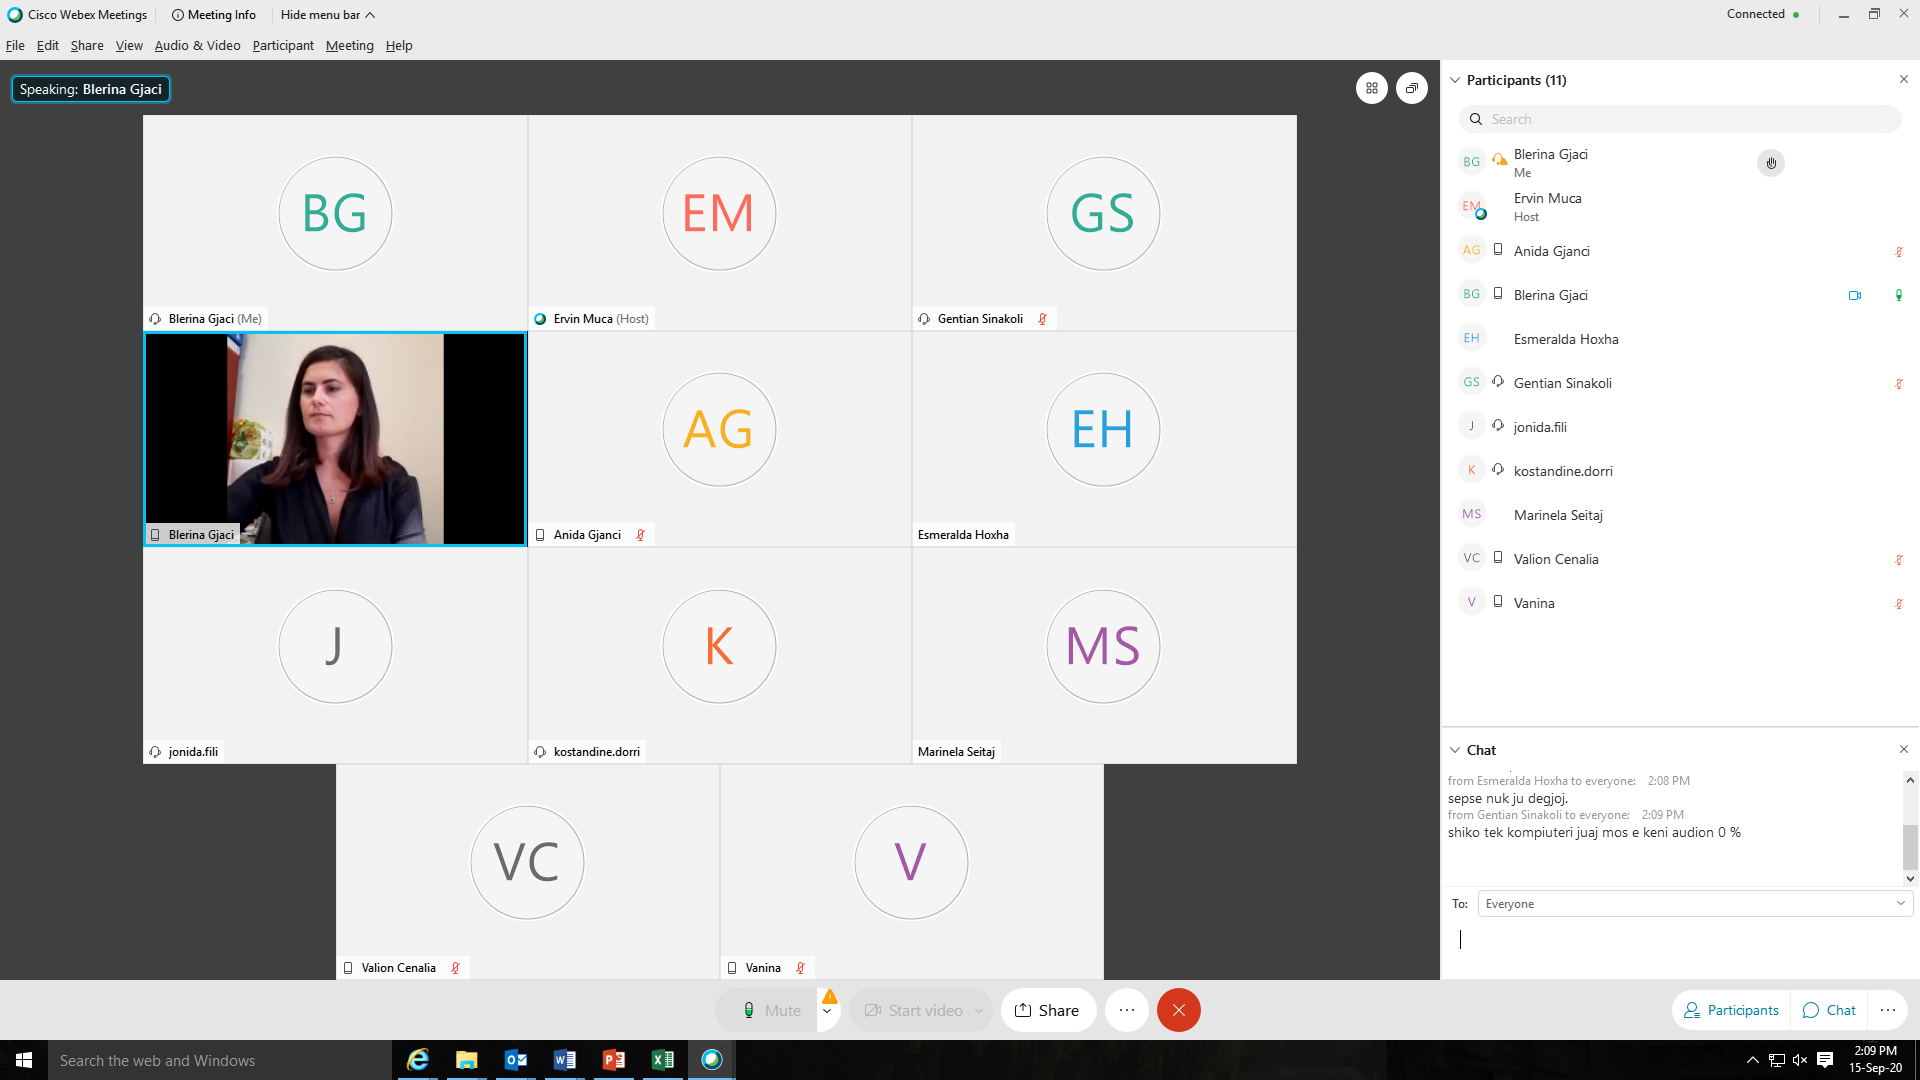 Cisco Webex Meetings
Meeting Info
Hide menu bar
Connected
File Edit Share View Audio & Video Participant Meeting Help
Speaking: Blerina Gjaci
BG
EM
GS
Blerina Gjaci (Me)
Ervin Muca (Host)
Gentian Sinakoli
AG
EH
Blerina Gjaci
Anida Gjanci
Esmeralda Hoxha
J
K
MS
jonida.fili
kostandine.dorri
Marinela Seitaj
VC
V
Valion Cenalia
Vanina
Participants (11)
Search
BG Blerina Gjaci
Me
EM Ervin Muca
Host
AG Anida Gjanci
BG Blerina Gjaci
EH Esmeralda Hoxha
GS Gentian Sinakoli
J jonida.fili
K kostandine.dorri
MS Marinela Seitaj
VC Valion Cenalia
V Vanina
Chat
from Esmeralda Hoxha to everyone: 2:08 PM
sepse nuk ju degjoj.
from Gentian Sinakoli to everyone: 2:09 PM
shiko tek kompiuteri juaj mos e keni audion 0 %
To: Everyone
Mute
Start video
Share
Participants
Chat
Search the web and Windows
2:09 PM
15-Sep-20